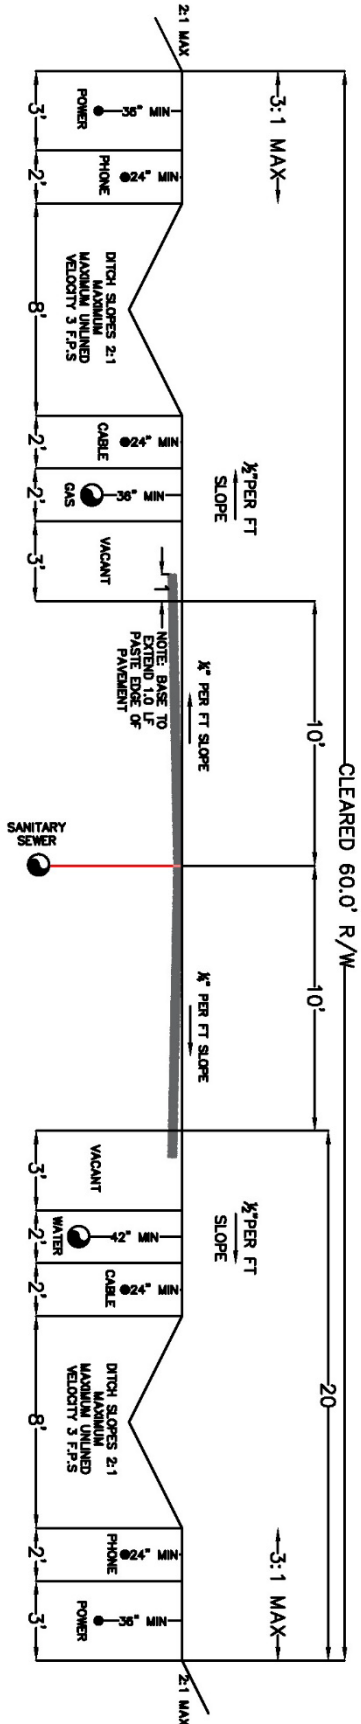 CLEARED 60.0' R/W
3:1 MAX
10'
10'
20
3:1 MAX
2:1 MAX
½"PER FT
SLOPE
¼" PER FT SLOPE
¼" PER FT SLOPE
½"PER FT
SLOPE
2:1 MAX
36" MIN
POWER
24" MIN
PHONE
DITCH SLOPES 2:1
MAXIMUM
MAXIMUM UNLINED
VELOCITY 3 F.P.S
24" MIN
CABLE
36" MIN
GAS
VACANT
1
NOTE: BASE TO
EXTEND 1.0 LF
PASTE EDGE OF
PAVEMENT
SANITARY
SEWER
VACANT
42" MIN
WATER
24" MIN
CABLE
DITCH SLOPES 2:1
MAXIMUM
MAXIMUM UNLINED
VELOCITY 3 F.P.S
24" MIN
PHONE
36" MIN
POWER
3'
2'
8'
2'
2'
3'
3'
2'
2'
8'
2'
3'